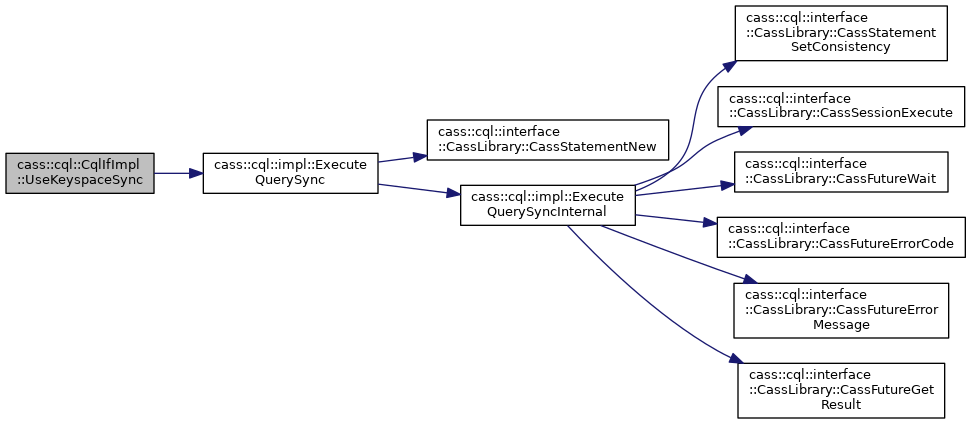 cass::cql::CqlIfImpl
::UseKeyspaceSync
cass::cql::impl::Execute
QuerySync
cass::cql::interface
::CassLibrary::CassStatementNew
cass::cql::impl::Execute
QuerySyncInternal
cass::cql::interface
::CassLibrary::CassStatement
SetConsistency
cass::cql::interface
::CassLibrary::CassSessionExecute
cass::cql::interface
::CassLibrary::CassFutureWait
cass::cql::interface
::CassLibrary::CassFutureErrorCode
cass::cql::interface
::CassLibrary::CassFutureError
Message
cass::cql::interface
::CassLibrary::CassFutureGet
Result